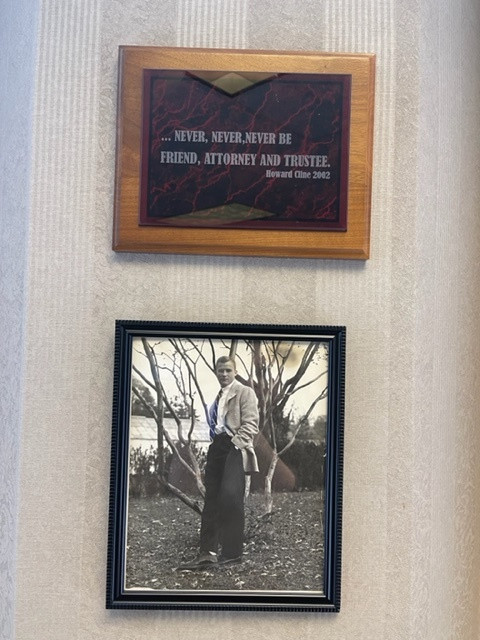 ... NEVER, NEVER,NEVER BE
FRIEND, ATTORNEY AND TRUSTEE.
Howard Cline 2002